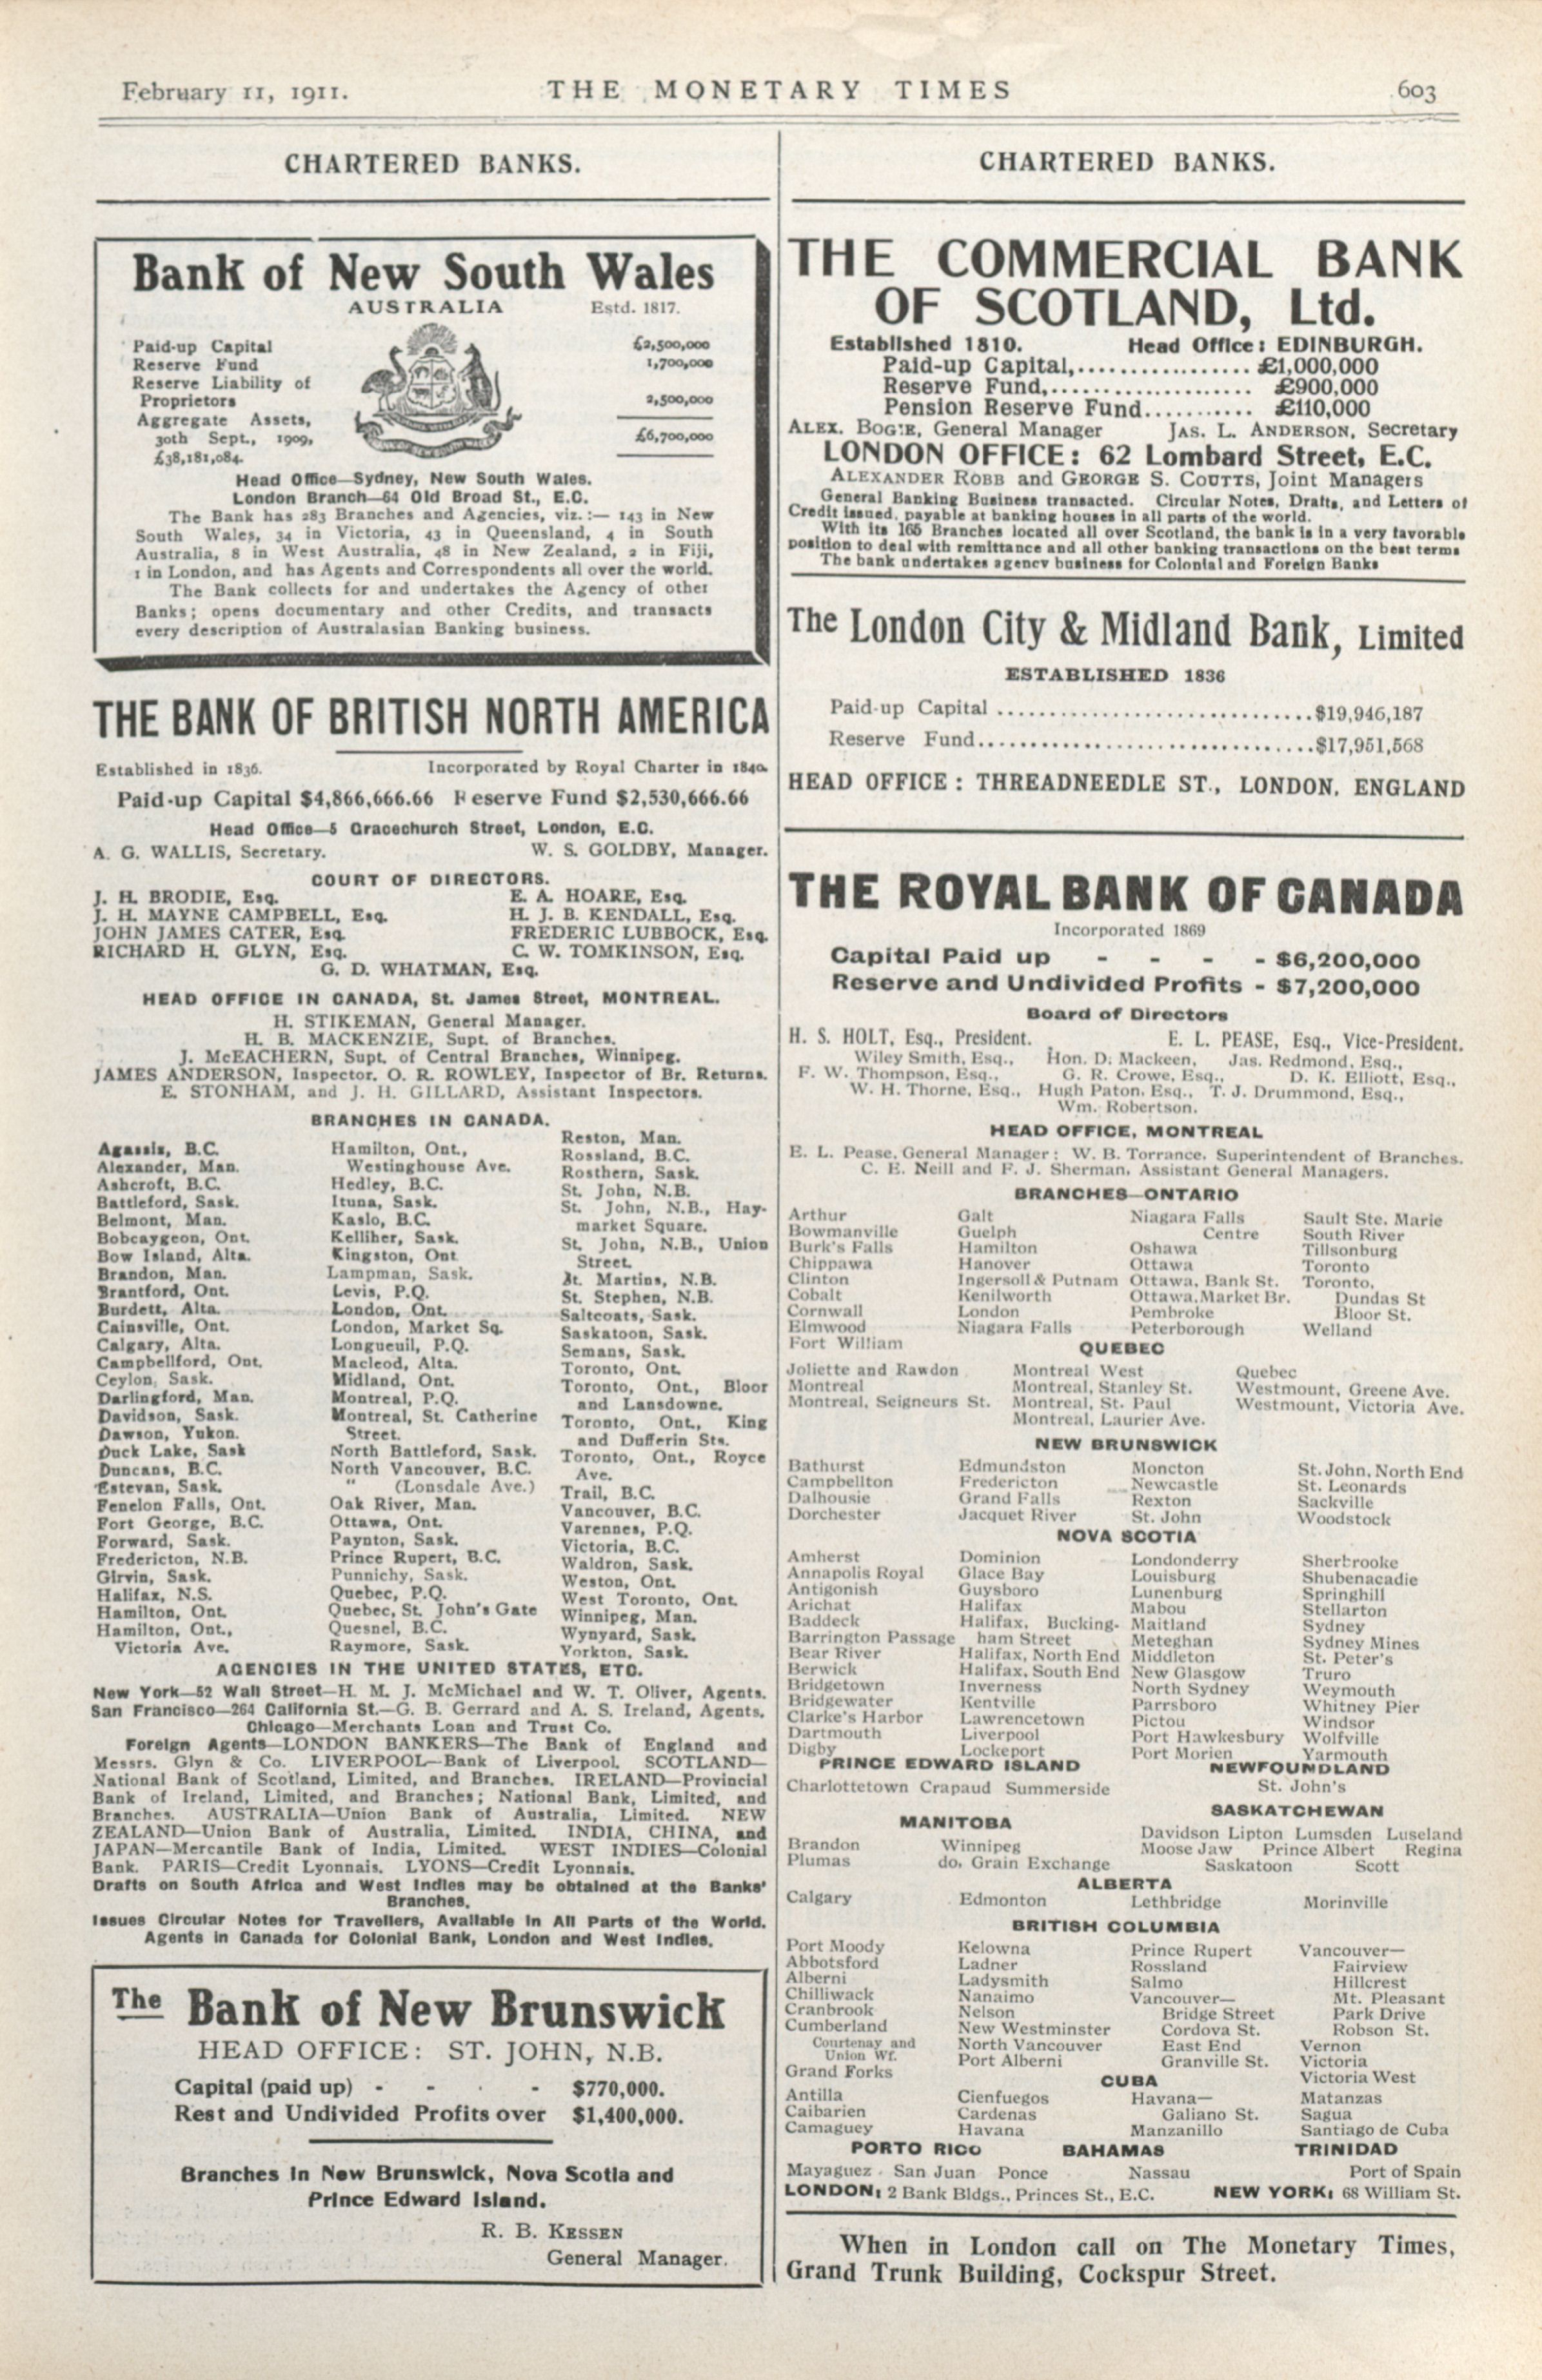 February 11, 1911.
THE MONETARY TIMES
603
CHARTERED BANKS.
Bank of New South Wales
AUSTRALIA Estd. 1817.
Paid-up Capital £2,500,000
Reserve Fund 1,700,000
Reserve Liability of
Proprietors 2,500,000
Aggregate Assets,
30th Sept., 1909, £6,700,000
£38,181,084.
Head Office—Sydney, New South Wales.
London Branch—64 Old Broad St., E.C.
The Bank has 283 Branches and Agencies, viz.:— 143 in New
South Wales, 34 in Victoria, 43 in Queensland, 4 in South
Australia, 8 in West Australia, 48 in New Zealand, 2 in Fiji,
1 in London, and has Agents and Correspondents all over the world.
The Bank collects for and undertakes the Agency of other
Banks; opens documentary and other Credits, and transacts
every description of Australasian Banking business.
THE BANK OF BRITISH NORTH AMERICA
Established in 1836. Incorporated by Royal Charter in 1840.
Paid-up Capital $4,866,666.66 Reserve Fund $2,530,666.66
Head Office—5 Gracechurch Street, London, E.C.
A. G. WALLIS, Secretary. W. S. GOLDBY, Manager.
COURT OF DIRECTORS.
J. H. BRODIE, Esq. E. A. HOARE, Esq.
J. H. MAYNE CAMPBELL, Esq. H. J. B. KENDALL, Esq.
JOHN JAMES CATER, Esq. FREDERIC LUBBOCK, Esq.
RICHARD H. GLYN, Esq. C. W. TOMKINSON, Esq.
G. D. WHATMAN, Esq.
HEAD OFFICE IN CANADA, St. James Street, MONTREAL.
H. STIKEMAN, General Manager.
H. B. MACKENZIE, Supt. of Branches.
J. McEACHERN, Supt. of Central Branches, Winnipeg.
JAMES ANDERSON, Inspector. O. R. ROWLEY, Inspector of Br. Returns.
E. STONHAM, and J. H. GILLARD, Assistant Inspectors.
BRANCHES IN CANADA.
Agassis, B.C.
Alexander, Man.
Ashcroft, B.C.
Battleford, Sask.
Belmont, Man.
Bobcaygeon, Ont.
Bow Island, Alta.
Brandon, Man.
Brantford, Ont.
Burdett, Alta.
Cainsville, Ont.
Calgary, Alta.
Campbellford, Ont.
Ceylon, Sask.
Darlingford, Man.
Davidson, Sask.
Dawson, Yukon.
Duck Lake, Sask
Duncans, B.C.
Estevan, Sask.
Fenelon Falls, Ont.
Fort George, B.C.
Forward, Sask.
Fredericton, N.B.
Girvin, Sask.
Halifax, N.S.
Hamilton, Ont.
Hamilton, Ont.,
Victoria Ave.
Hamilton, Ont.,
Westinghouse Ave.
Hedley, B.C.
Ituna, Sask.
Kaslo, B.C.
Kelliher, Sask.
Kingston, Ont
Lampman, Sask.
Levis, P.Q.
London, Ont.
London, Market Sq.
Longueuil, P.Q.
Macleod, Alta.
Midland, Ont.
Montreal, P.Q.
Montreal, St. Catherine
Street.
North Battleford, Sask.
North Vancouver, B.C.
" (Lonsdale Ave.)
Oak River, Man.
Ottawa, Ont.
Paynton, Sask.
Prince Rupert, B.C.
Punnichy, Sask.
Quebec, P.Q.
Quebec, St. John's Gate
Quesnel, B.C.
Raymore, Sask.
Reston, Man.
Rossland, B.C.
Rosthern, Sask.
St. John, N.B.
St. John, N.B., Hay-
market Square.
St. John, N.B., Union
Street.
St. Martins, N.B.
St. Stephen, N.B.
Saltcoats, Sask.
Saskatoon, Sask.
Semans, Sask.
Toronto, Ont.
Toronto, Ont., Bloor
and Lansdowne.
Toronto, Ont., King
and Dufferin Sts.
Toronto, Ont., Royce
Ave.
Trail, B.C.
Vancouver, B.C.
Varennes, P.Q.
Victoria, B.C.
Waldron, Sask.
Weston, Ont.
West Toronto, Ont.
Winnipeg, Man.
Wynyard, Sask.
Yorkton, Sask.
AGENCIES IN THE UNITED STATES, ETC.
New York—52 Wall Street—H. M. J. McMichael and W. T. Oliver, Agents.
San Francisco—264 California St.—G. B. Gerrard and A. S. Ireland, Agents.
Chicago—Merchants Loan and Trust Co.
Foreign Agents—LONDON BANKERS—The Bank of England and
Messrs. Glyn & Co. LIVERPOOL—Bank of Liverpool. SCOTLAND—
National Bank of Scotland, Limited, and Branches. IRELAND—Provincial
Bank of Ireland, Limited, and Branches; National Bank, Limited, and
Branches. AUSTRALIA—Union Bank of Australia, Limited. NEW
ZEALAND—Union Bank of Australia, Limited. INDIA, CHINA, and
JAPAN—Mercantile Bank of India, Limited. WEST INDIES—Colonial
Bank. PARIS—Credit Lyonnais. LYONS—Credit Lyonnais.
Drafts on South Africa and West Indies may be obtained at the Banks'
Branches.
Issues Circular Notes for Travellers, Available in All Parts of the World.
Agents in Canada for Colonial Bank, London and West Indies.
The Bank of New Brunswick
HEAD OFFICE: ST. JOHN, N.B.
Capital (paid up) - - - - $770,000.
Rest and Undivided Profits over $1,400,000.
Branches in New Brunswick, Nova Scotia and
Prince Edward Island.
R. B. KESSEN
General Manager.
CHARTERED BANKS.
THE COMMERCIAL BANK
OF SCOTLAND, Ltd.
Established 1810. Head Office: EDINBURGH.
Paid-up Capital,................. £1,000,000
Reserve Fund,.................... £900,000
Pension Reserve Fund........... £110,000
ALEX. BOGIE, General Manager JAS. L. ANDERSON, Secretary
LONDON OFFICE: 62 Lombard Street, E.C.
ALEXANDER ROBB and GEORGE S. COUTTS, Joint Managers
General Banking Business transacted. Circular Notes, Drafts, and Letters of
Credit issued, payable at banking houses in all parts of the world.
With its 165 Branches located all over Scotland, the bank is in a very favorable
position to deal with remittance and all other banking transactions on the best terms
The bank undertakes agency business for Colonial and Foreign Banks
The London City & Midland Bank, Limited
ESTABLISHED 1836
Paid-up Capital ...............................$19,946,187
Reserve Fund.................................$17,951,568
HEAD OFFICE: THREADNEEDLE ST., LONDON, ENGLAND
THE ROYAL BANK OF CANADA
Incorporated 1869
Capital Paid up - - - - $6,200,000
Reserve and Undivided Profits - $7,200,000
Board of Directors
H. S. HOLT, Esq., President. E. L. PEASE, Esq., Vice-President.
Wiley Smith, Esq., Hon. D. Mackeen, Jas. Redmond, Esq.,
F. W. Thompson, Esq., G. R. Crowe, Esq., D. K. Elliott, Esq.,
W. H. Thorne, Esq., Hugh Paton, Esq., T. J. Drummond, Esq.,
Wm. Robertson.
HEAD OFFICE, MONTREAL
E. L. Pease, General Manager; W. B. Torrance, Superintendent of Branches.
C. E. Neill and F. J. Sherman, Assistant General Managers.
BRANCHES—ONTARIO
Arthur Galt Niagara Falls Sault Ste. Marie
Bowmanville Guelph Centre South River
Burk's Falls Hamilton Oshawa Tillsonburg
Chippawa Hanover Ottawa Toronto
Clinton Ingersoll & Putnam Ottawa, Bank St. Toronto,
Cobalt Kenilworth Ottawa, Market Br. Dundas St
Cornwall London Pembroke Bloor St.
Elmwood Niagara Falls Peterborough Welland
Fort William
QUEBEC
Joliette and Rawdon Montreal West Quebec
Montreal Montreal, Stanley St. Westmount, Greene Ave.
Montreal, Seigneurs St. Montreal, St. Paul Westmount, Victoria Ave.
Montreal, Laurier Ave.
NEW BRUNSWICK
Bathurst Edmundston Moncton St. John, North End
Campbellton Fredericton Newcastle St. Leonards
Dalhousie Grand Falls Rexton Sackville
Dorchester Jacquet River St. John Woodstock
NOVA SCOTIA
Amherst Dominion Londonderry Sherbrooke
Annapolis Royal Glace Bay Louisburg Shubenacadie
Antigonish Guysboro Lunenburg Springhill
Arichat Halifax Mabou Stellarton
Baddeck Halifax, Bucking- Maitland Sydney
Barrington Passage ham Street Meteghan Sydney Mines
Bear River Halifax, North End Middleton St. Peter's
Berwick Halifax, South End New Glasgow Truro
Bridgetown Inverness North Sydney Weymouth
Bridgewater Kentville Parrsboro Whitney Pier
Clarke's Harbor Lawrencetown Pictou Windsor
Dartmouth Liverpool Port Hawkesbury Wolfville
Digby Lockeport Port Morien Yarmouth
PRINCE EDWARD ISLAND NEWFOUNDLAND
Charlottetown Crapaud Summerside St. John's
MANITOBA SASKATCHEWAN
Brandon Winnipeg Davidson Lipton Lumsden Luseland
Plumas do, Grain Exchange Moose Jaw Prince Albert Regina
Saskatoon Scott
ALBERTA
Calgary Edmonton Lethbridge Morinville
BRITISH COLUMBIA
Port Moody Kelowna Prince Rupert Vancouver—
Abbotsford Ladner Rossland Fairview
Alberni Ladysmith Salmo Hillcrest
Chilliwack Nanaimo Vancouver— Mt. Pleasant
Cranbrook Nelson Bridge Street Park Drive
Cumberland New Westminster Cordova St. Robson St.
Courtenay and North Vancouver East End Vernon
Union Wf. Port Alberni Granville St. Victoria
Grand Forks Victoria West
CUBA
Antilla Cienfuegos Havana— Matanzas
Caibarien Cardenas Galiano St. Sagua
Camaguey Havana Manzanillo Santiago de Cuba
PORTO RICO BAHAMAS TRINIDAD
Mayaguez San Juan Ponce Nassau Port of Spain
LONDON: 2 Bank Bldgs., Princes St., E.C. NEW YORK: 68 William St.
When in London call on The Monetary Times,
Grand Trunk Building, Cockspur Street.